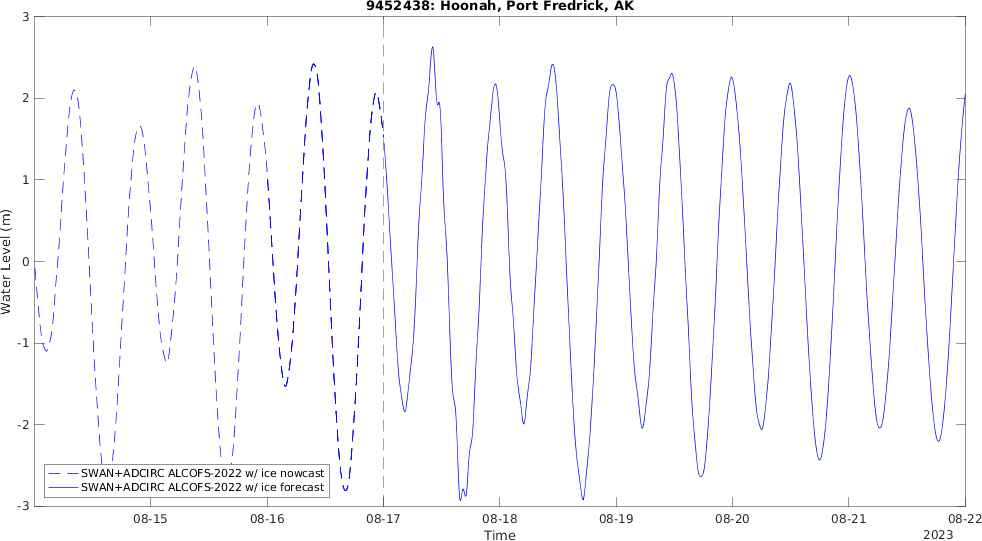 9452438: Hoonah, Port Fredrick, AK
3
2
1
0
-1
-2
-3
Water Level (m)
SWAN+ADCIRC ALCOFS-2022 w/ ice nowcast
SWAN+ADCIRC ALCOFS-2022 w/ ice forecast
08-15 08-16 08-17 08-18 08-19 08-20 08-21 08-22
Time
2023